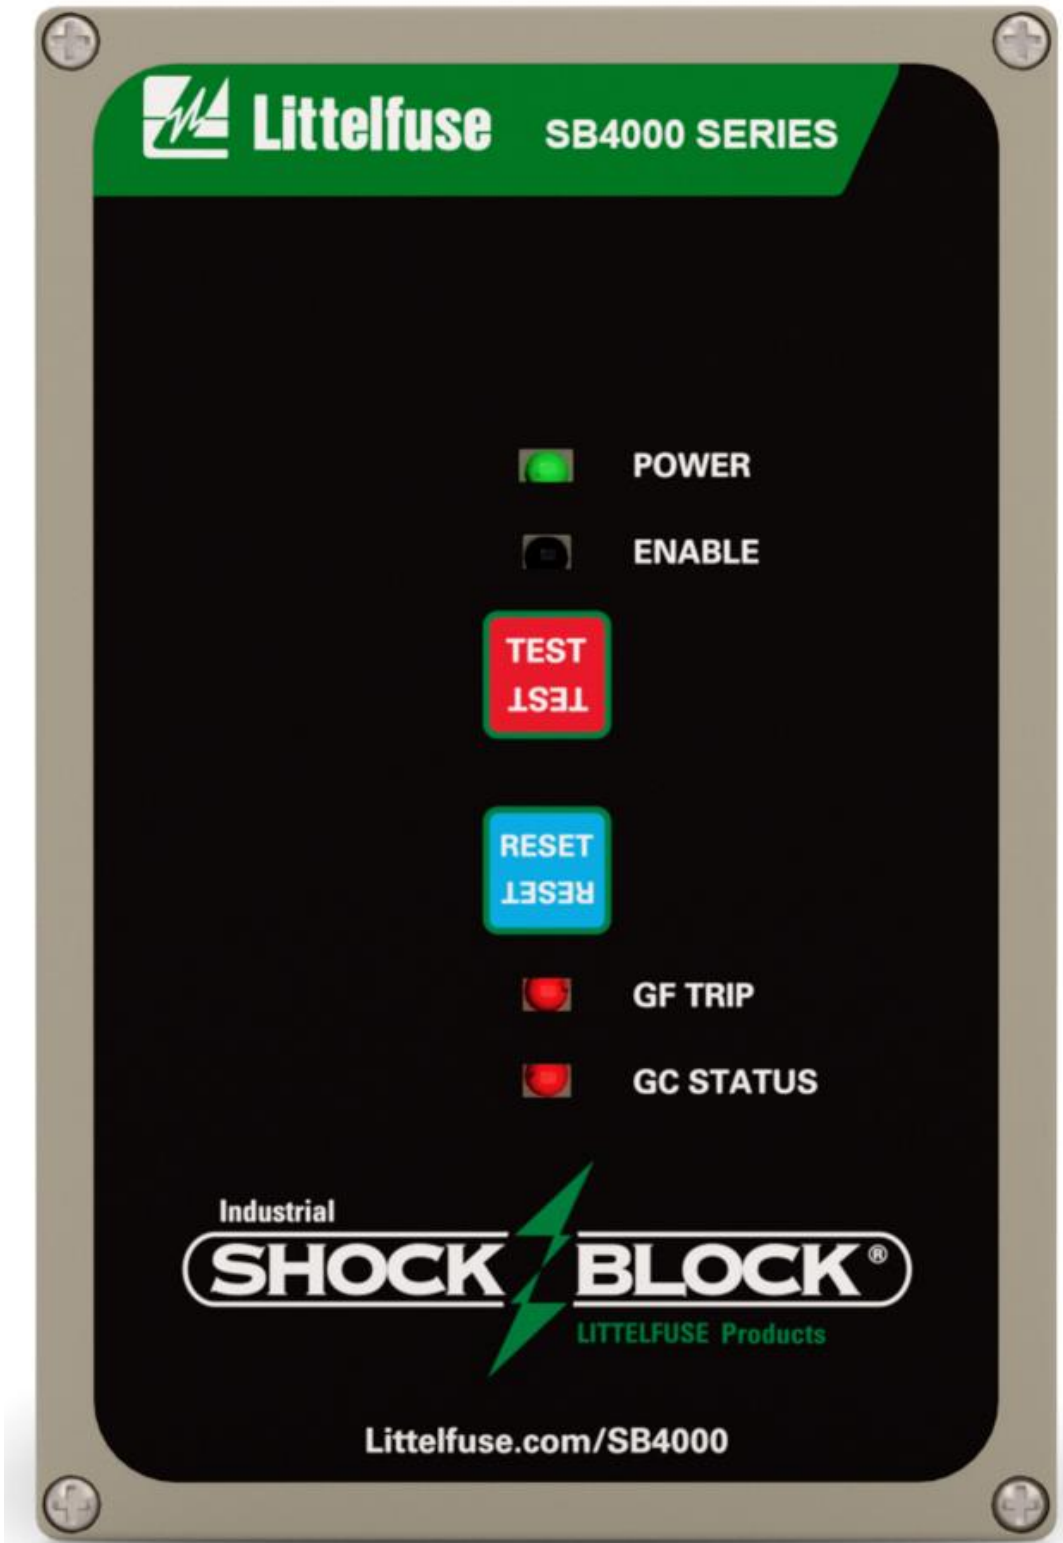 Littelfuse SB4000 SERIES
POWER
ENABLE
TEST
TEST
RESET
RESET
GF TRIP
GC STATUS
Industrial
SHOCK BLOCK®
LITTELFUSE Products
Littelfuse.com/SB4000